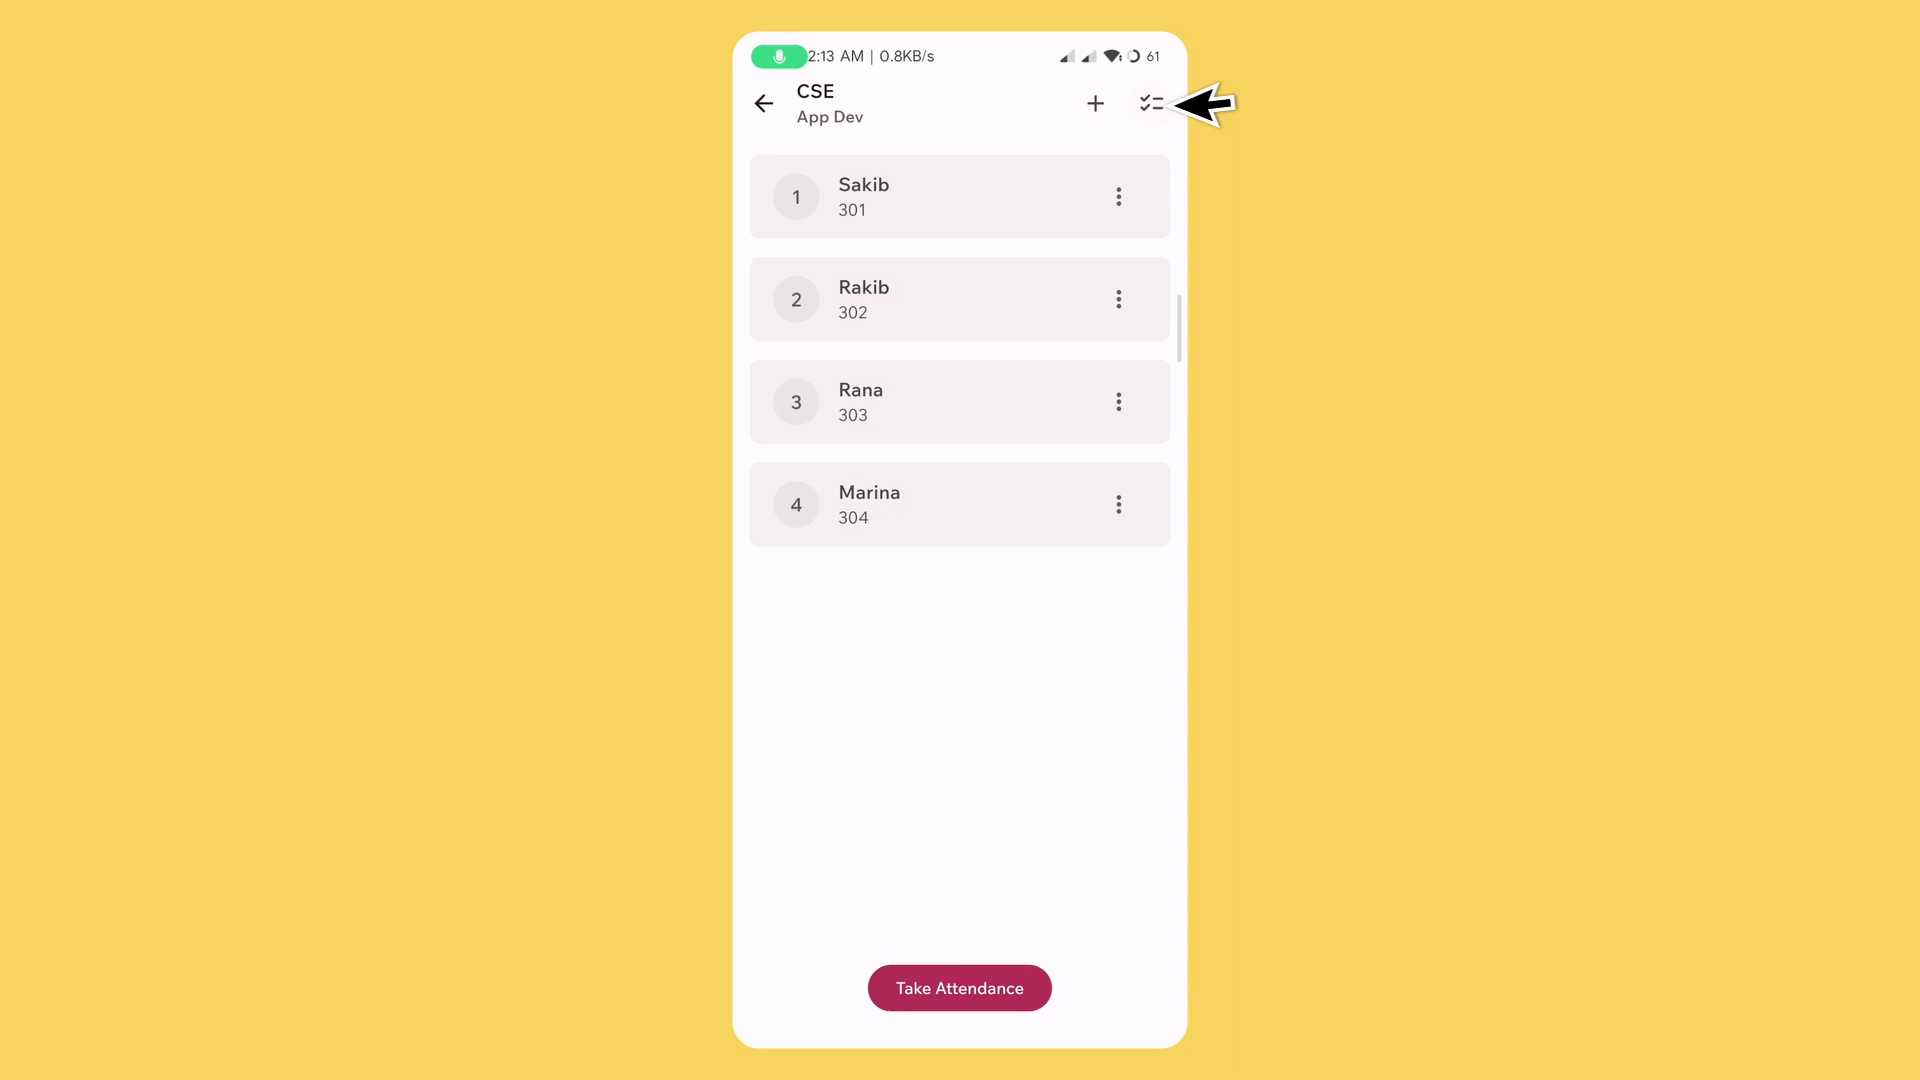 2:13 AM | 0.8KB/s 61
CSE
App Dev
1 Sakib
301
2 Rakib
302
3 Rana
303
4 Marina
304
Take Attendance